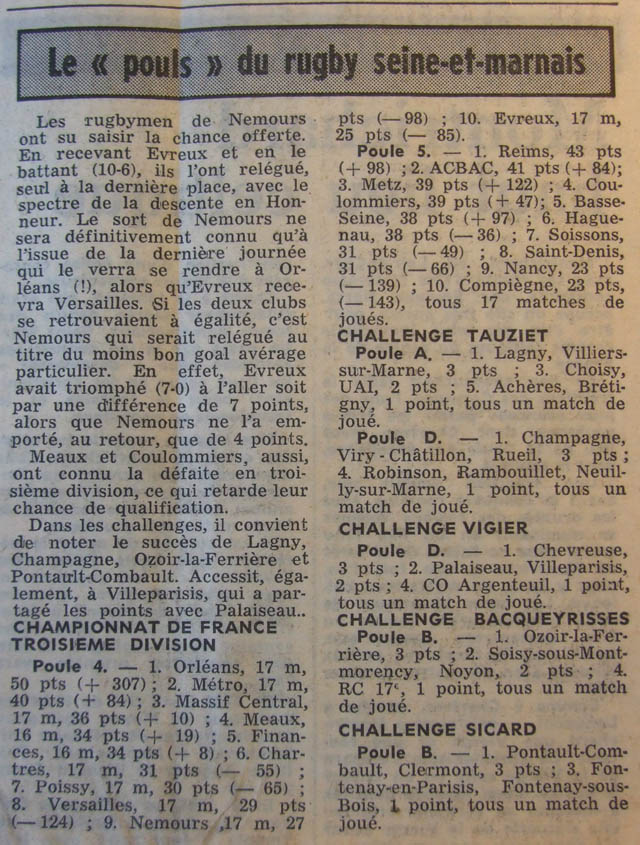 Le « pouls » du rugby seine-et-marnais
Les rugbymen de Nemours
ont su saisir la chance offerte.
En recevant Evreux et en le
battant (10-6), ils l'ont relégué,
seul à la dernière place, avec le
spectre de la descente en Hon-
neur. Le sort de Nemours ne
sera définitivement connu qu'à
l'issue de la dernière journée
qui le verra se rendre à Or-
léans (!), alors qu'Evreux rece-
vra Versailles. Si les deux clubs
se retrouvaient à égalité, c'est
Nemours qui serait relégué au
titre du moins bon goal avérage
particulier. En effet, Evreux
avait triomphé (7-0) à l'aller soit
par une différence de 7 points,
alors que Nemours ne l'a em-
porté, au retour, que de 4 points.
Meaux et Coulommiers, aussi,
ont connu la défaite en troi-
sième division, ce qui retarde leur
chance de qualification.
Dans les challenges, il convient
de noter le succès de Lagny,
Champagne, Ozoir-la-Ferrière et
Pontault-Combault. Accessit, éga-
lement, à Villeparisis, qui a par-
tagé les points avec Palaiseau..
CHAMPIONNAT DE FRANCE
TROISIEME DIVISION
Poule 4. — 1. Orléans, 17 m,
50 pts (+ 307) ; 2. Métro, 17 m,
40 pts (+ 84) ; 3. Massif Central,
17 m, 36 pts (+ 10) ; 4. Meaux,
16 m, 34 pts (+ 19) ; 5. Finan-
ces, 16 m, 34 pts (+ 8) ; 6. Char-
tres, 17 m, 31 pts (— 55) ;
7. Poissy, 17 m, 30 pts (— 65) ;
8. Versailles, 17 m, 29 pts
(—124) ; 9. Nemours ,17 m, 27
pts (—98) ; 10. Evreux, 17 m,
25 pts (— 85).
Poule 5. — 1. Reims, 43 pts
(+ 98) ; 2. ACBAC, 41 pts (+ 84);
3. Metz, 39 pts (+ 122) ; 4. Cou-
lommiers, 39 pts (+ 47); 5. Basse-
Seine, 38 pts (+ 97) ; 6. Hague-
nau, 38 pts (—36) ; 7. Soissons,
31 pts (—49) ; 8. Saint-Denis,
31 pts (—66) ; 9. Nancy, 23 pts
(—139) ; 10. Compiègne, 23 pts,
(—143), tous 17 matches de
joués.
CHALLENGE TAUZIET
Poule A. — 1. Lagny, Villiers-
sur-Marne, 3 pts ; 3. Choisy,
UAI, 2 pts ; 5. Achères, Bréti-
gny, 1 point, tous un match de
joué.
Poule D. — 1. Champagne,
Viry-Châtillon, Rueil, 3 pts ;
4. Robinson, Rambouillet, Neuil-
ly-sur-Marne, 1 point, tous un
match de joué.
CHALLENGE VIGIER
Poule D. — 1. Chevreuse,
3 pts ; 2. Palaiseau, Villeparisis,
2 pts ; 4. CO Argenteuil, 1 point,
tous un match de joué.
CHALLENGE BACQUEYRISSES
Poule B. — 1. Ozoir-la-Fer-
rière, 3 pts ; 2. Soisy-sous-Mont-
morency, Noyon, 2 pts ; 4.
RC 17e, 1 point, tous un match
de joué.
CHALLENGE SICARD
Poule B. — 1. Pontault-Com-
bault, Clermont, 3 pts ; 3. Fon-
tenay-en-Parisis, Fontenay-sous-
Bois, 1 point, tous un match de
joué.